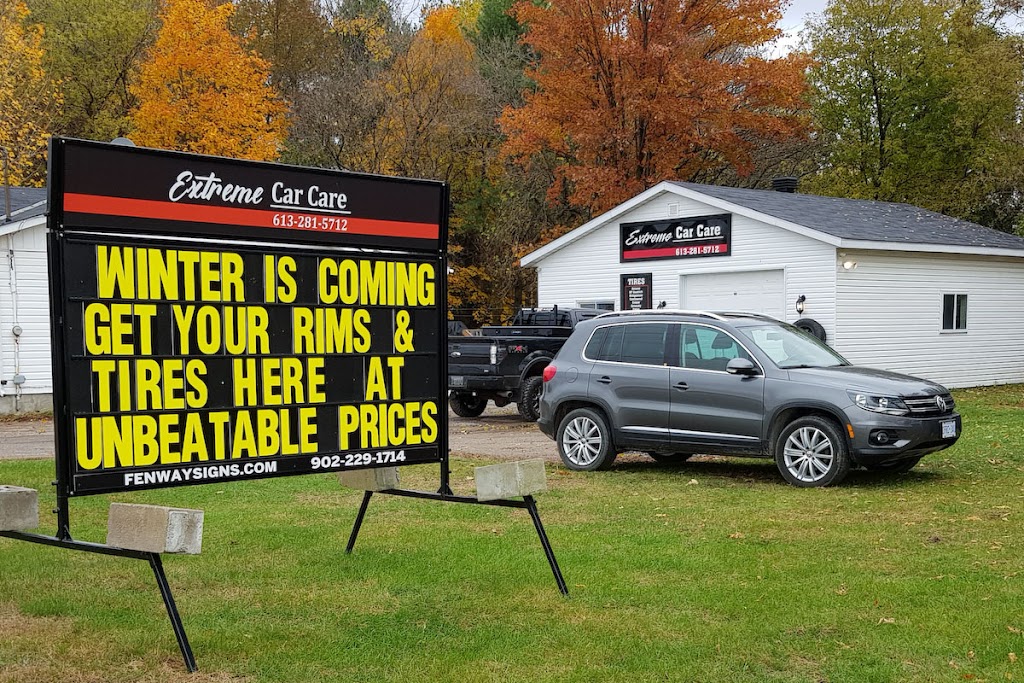 Extreme Car Care
613-281-5712
WINTER IS COMING
GET YOUR RIMS &
TIRES HERE AT
UNBEATABLE PRICES
FENWAYSIGNS.COM 902-229-1714
Extreme Car Care
613-281-5712
TIRES